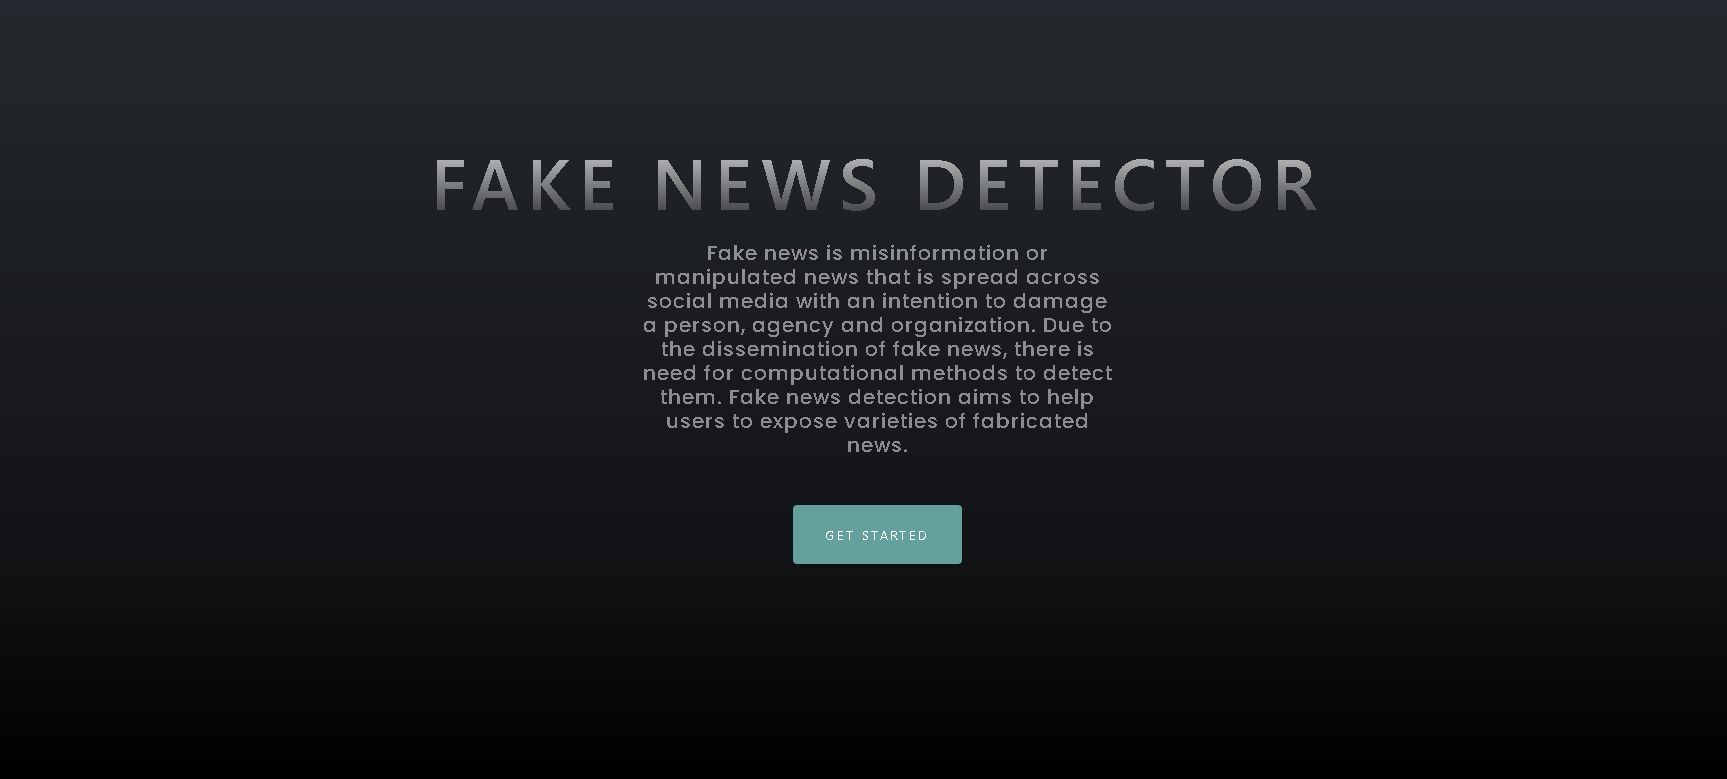 FAKE NEWS DETECTOR
Fake news is misinformation or
manipulated news that is spread across
social media with an intention to damage
a person, agency and organization. Due to
the dissemination of fake news, there is
need for computational methods to detect
them. Fake news detection aims to help
users to expose varieties of fabricated
news.
GET STARTED